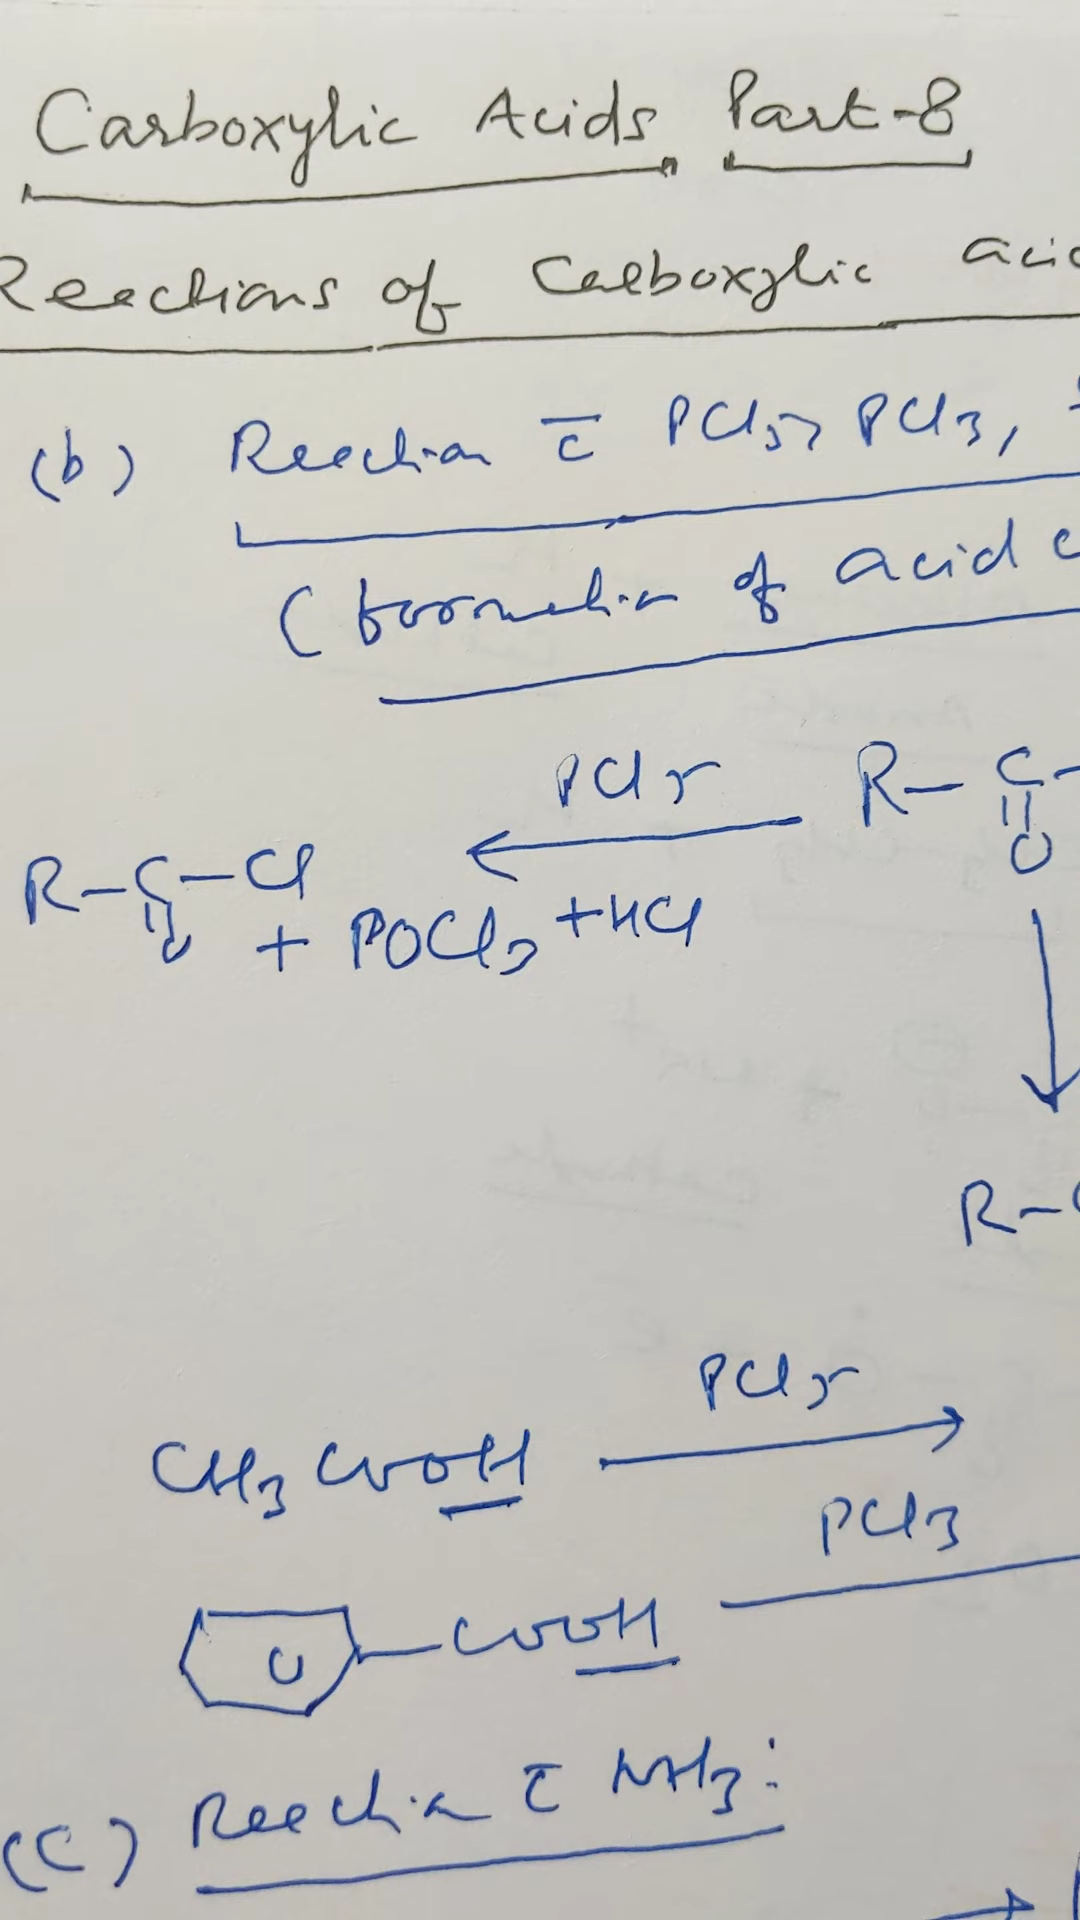 Carboxylic Acids Part-8
Reactions of Carboxylic aci
(b) Reaction c̄ PCl5, PCl3,
(formation of acid c
PCl5
R-C-
||
O
R-C-Cl
||
O
+ POCl3 + HCl
R-
PCl5
CH3COOH
PCl3
-COOH
(C) Reaction c̄ NH3: